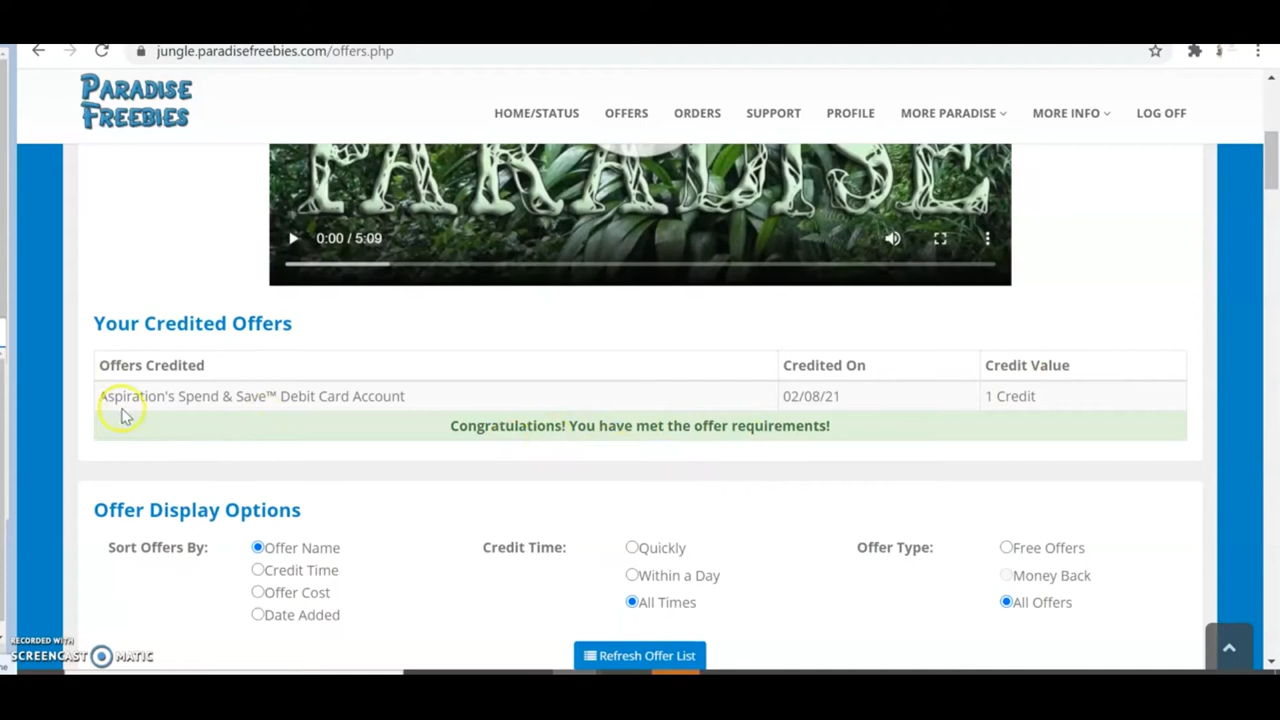 jungle.paradisefreebies.com/offers.php
PARADISE
FREEBIES
HOME/STATUS OFFERS ORDERS SUPPORT PROFILE MORE PARADISE MORE INFO LOG OFF
PARADISE
0:00 / 5:09
Your Credited Offers
Offers Credited Credited On Credit Value
Aspiration's Spend & Save™ Debit Card Account 02/08/21 1 Credit
Congratulations! You have met the offer requirements!
Offer Display Options
Sort Offers By: Offer Name Credit Time: Quickly Offer Type: Free Offers
Credit Time Within a Day Money Back
Offer Cost All Times All Offers
Date Added
Refresh Offer List
RECORDED WITH
SCREENCAST MATIC